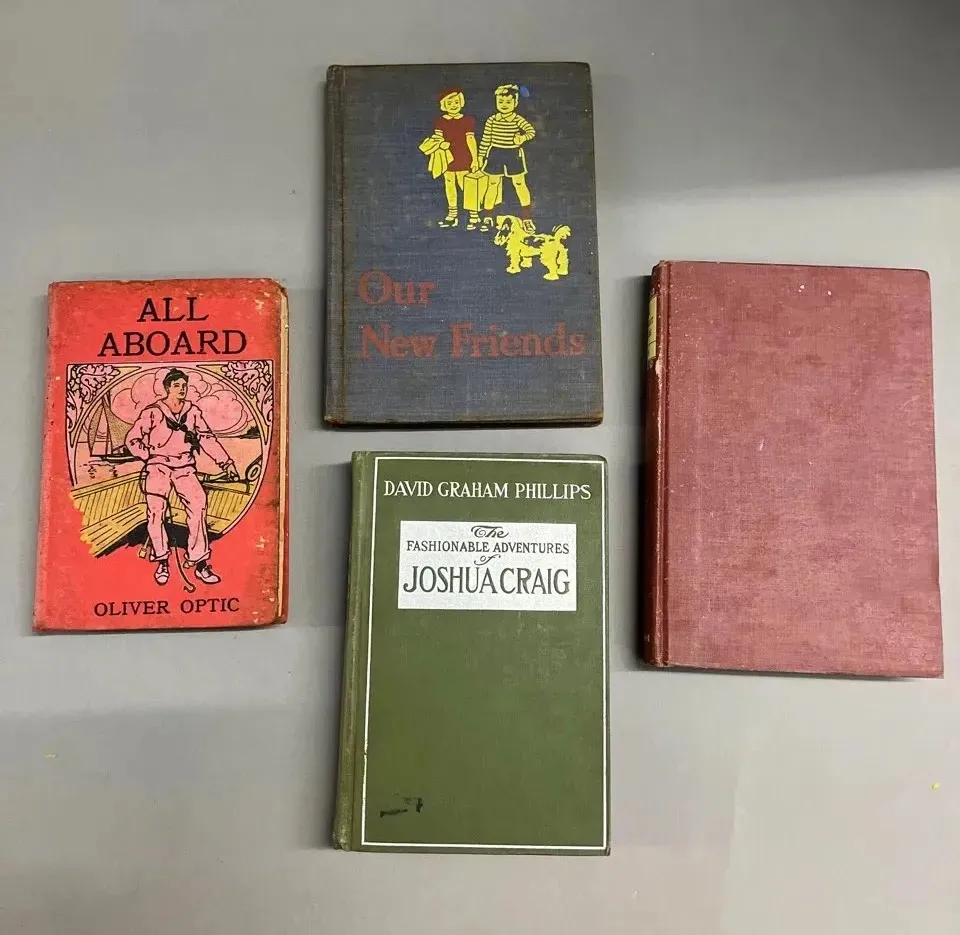 Our
New Friends
ALL
ABOARD
OLIVER OPTIC
DAVID GRAHAM PHILLIPS
The
FASHIONABLE ADVENTURES
of
JOSHUA CRAIG